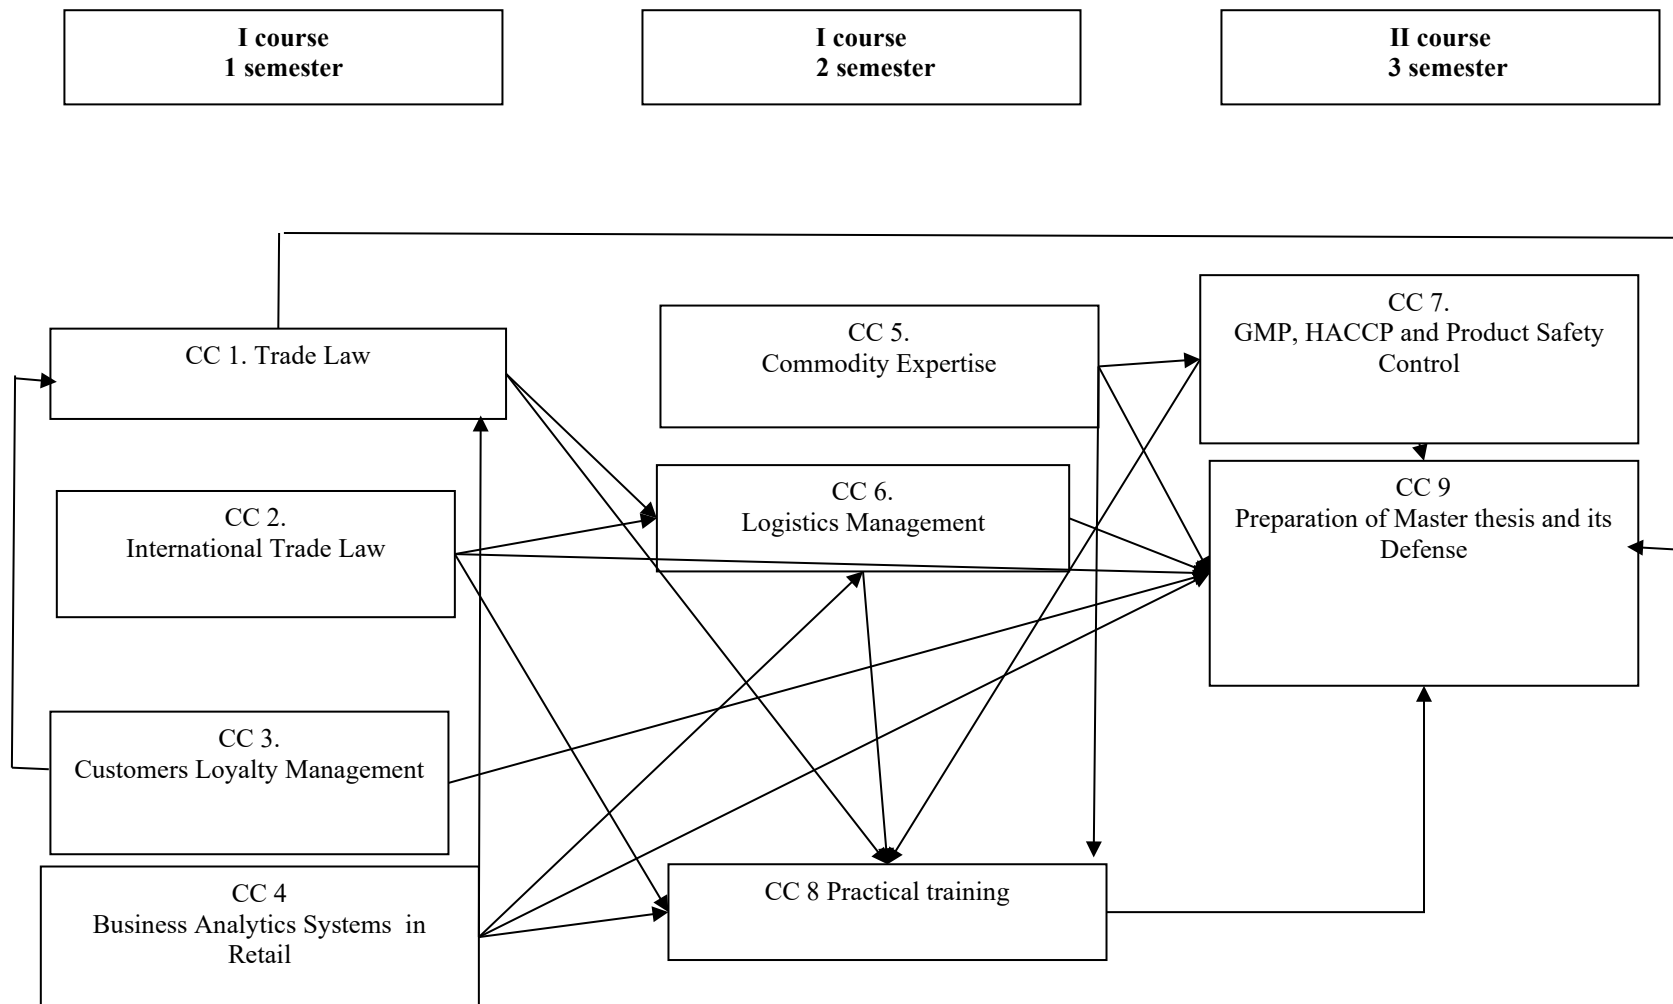 I course
1 semester
I course
2 semester
II course
3 semester
CC 1. Trade Law
CC 2.
International Trade Law
CC 3.
Customers Loyalty Management
CC 4
Business Analytics Systems  in
Retail
CC 5.
Commodity Expertise
CC 6.
Logistics Management
CC 8 Practical training
CC 7.
GMP, HACCP and Product Safety
Control
CC 9
Preparation of Master thesis and its
Defense